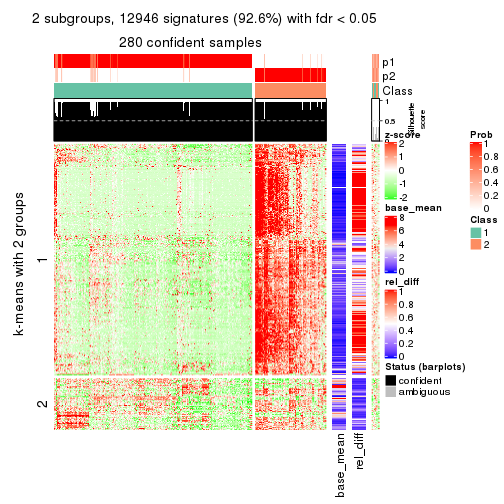 2 subgroups, 12946 signatures (92.6%) with fdr < 0.05
280 confident samples
p1
p2
Class
1
0.5
0
Silhouette
score
k-means with 2 groups
1
2
base_mean
rel_diff
z-score
2
1
0
-1
-2
base_mean
8
6
4
2
0
rel_diff
1
0.8
0.6
0.4
0.2
0
Status (barplots)
confident
ambiguous
Prob
1
0.8
0.6
0.4
0.2
0
Class
1
2